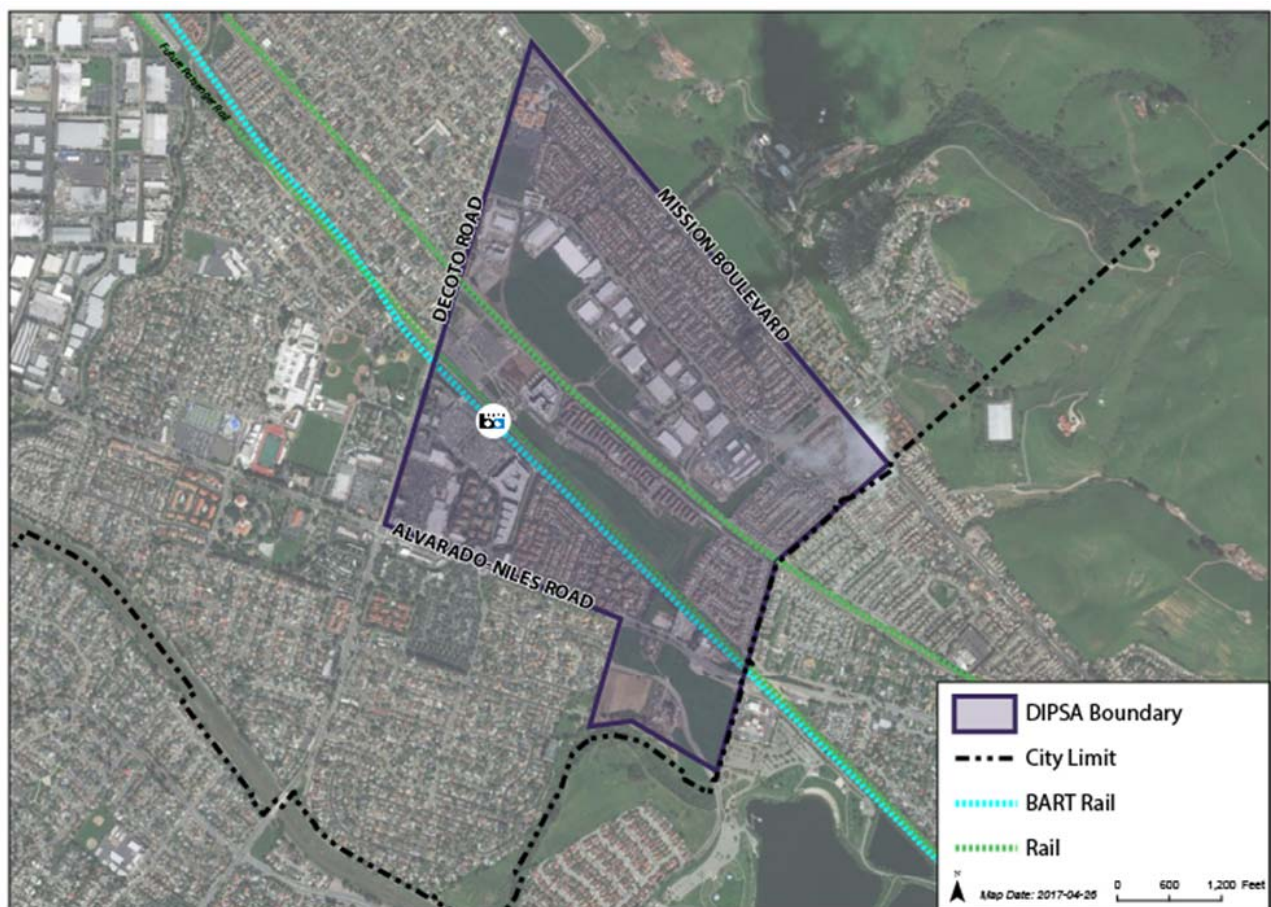 Future Passenger Rail
DECOTO ROAD
MISSION BOULEVARD
ba
ALVARADO-NILES ROAD
DIPSA Boundary
City Limit
BART Rail
Rail
N
Map Date: 2017-04-26
0 600 1,200 Feet